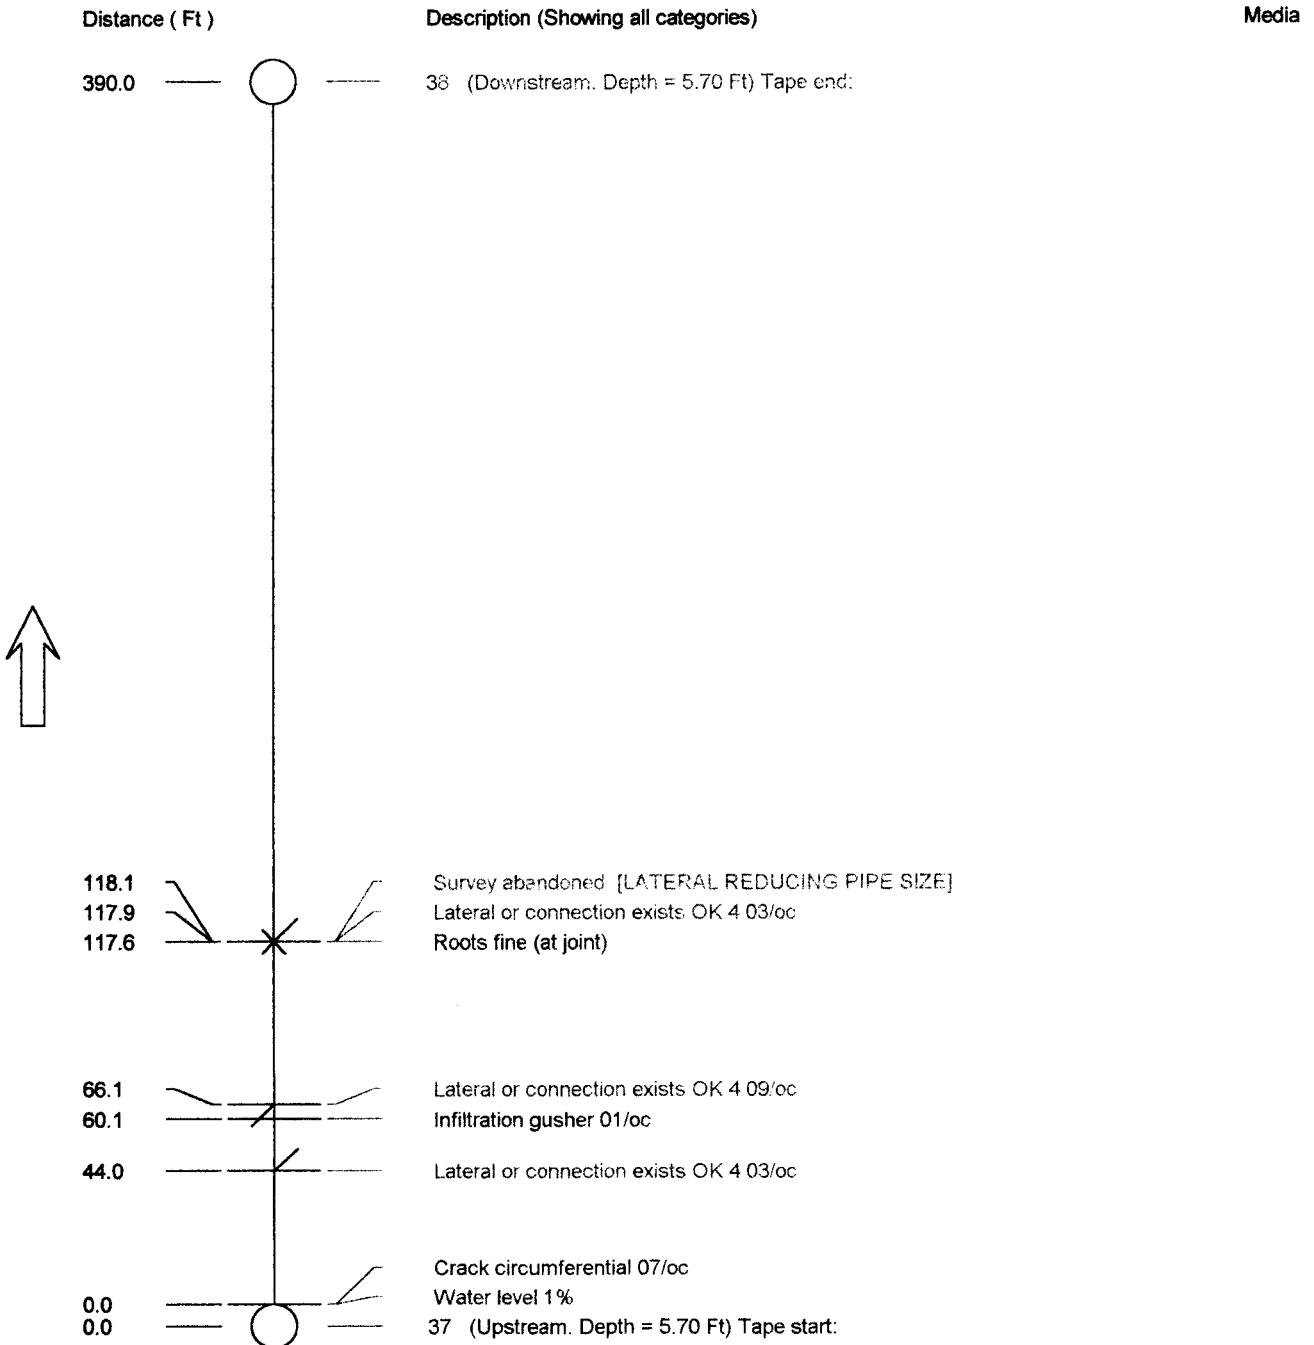 Distance ( Ft ) Description (Showing all categories) Media
390.0 38 (Downstream. Depth = 5.70 Ft) Tape end:
118.1 Survey abandoned [LATERAL REDUCING PIPE SIZE]
117.9 Lateral or connection exists OK 4 03/oc
117.6 Roots fine (at joint)
66.1 Lateral or connection exists OK 4 09/oc
60.1 Infiltration gusher 01/oc
44.0 Lateral or connection exists OK 4 03/oc
Crack circumferential 07/oc
0.0 Water level 1%
0.0 37 (Upstream. Depth = 5.70 Ft) Tape start: